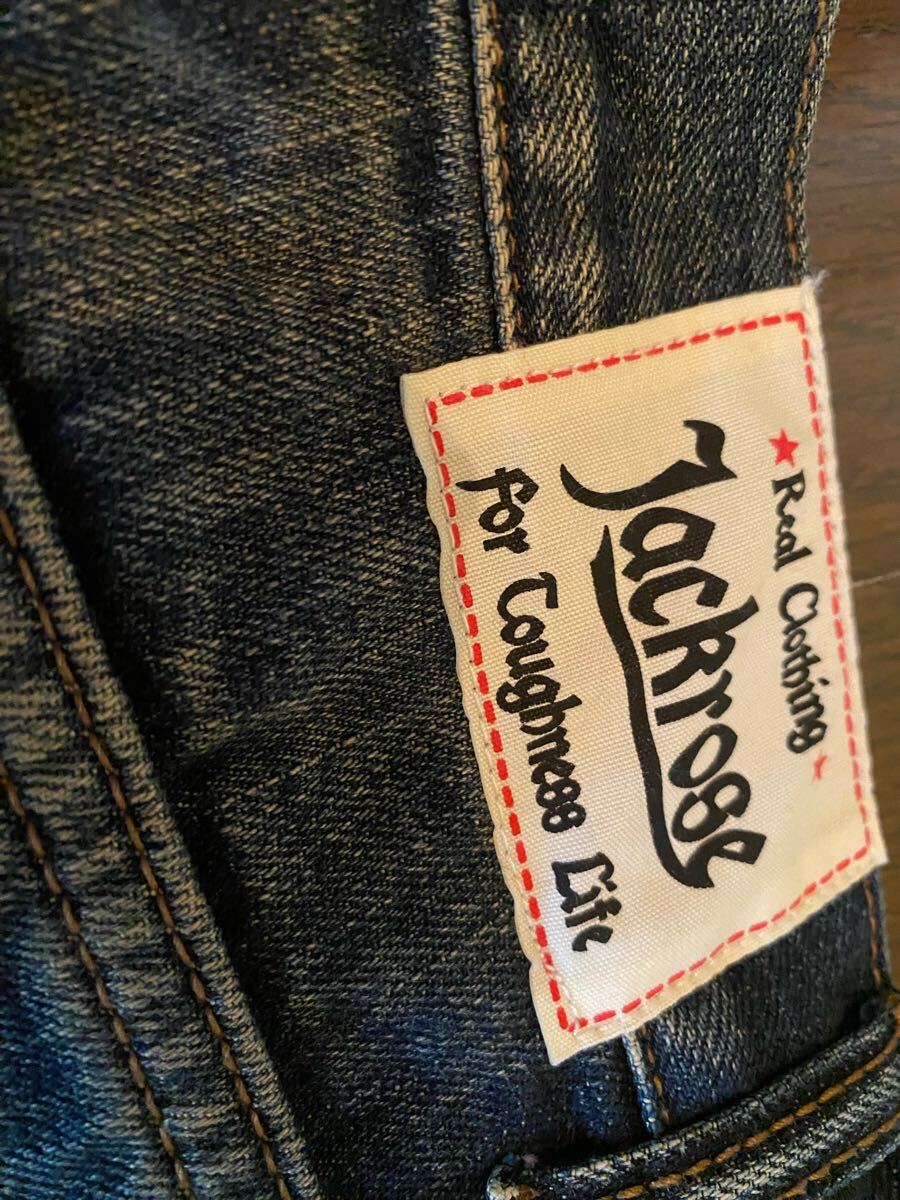 ★Real Clothing★
Jackrose
for Toughness Life